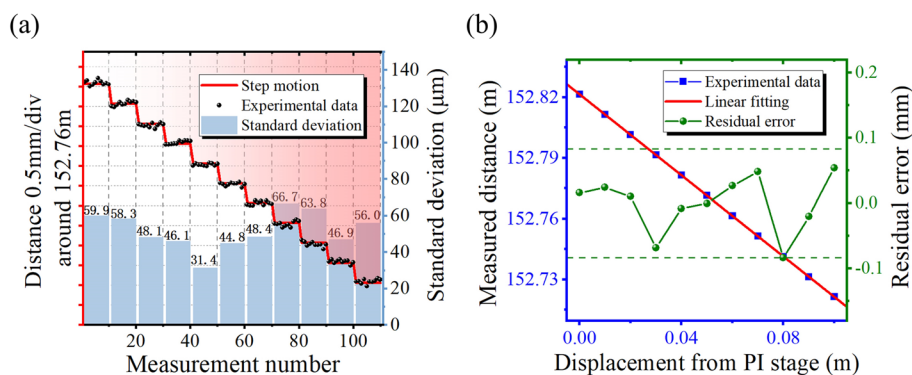 (a)
Distance 0.5mm/div
around 152.76m
Step motion
Experimental data
Standard deviation
59.9
58.3
48.1
46.1
31.4
44.8
48.4
66.7
63.8
46.9
56.0
140
120
100
80
60
40
20
0
Standard deviation (μm)
0 20 40 60 80 100
Measurement number
(b)
Measured distance (m)
152.82
152.79
152.76
152.73
Experimental data
Linear fitting
Residual error
0.2
0.1
0.0
-0.1
Residual error (mm)
0.00 0.04 0.08
Displacement from PI stage (m)